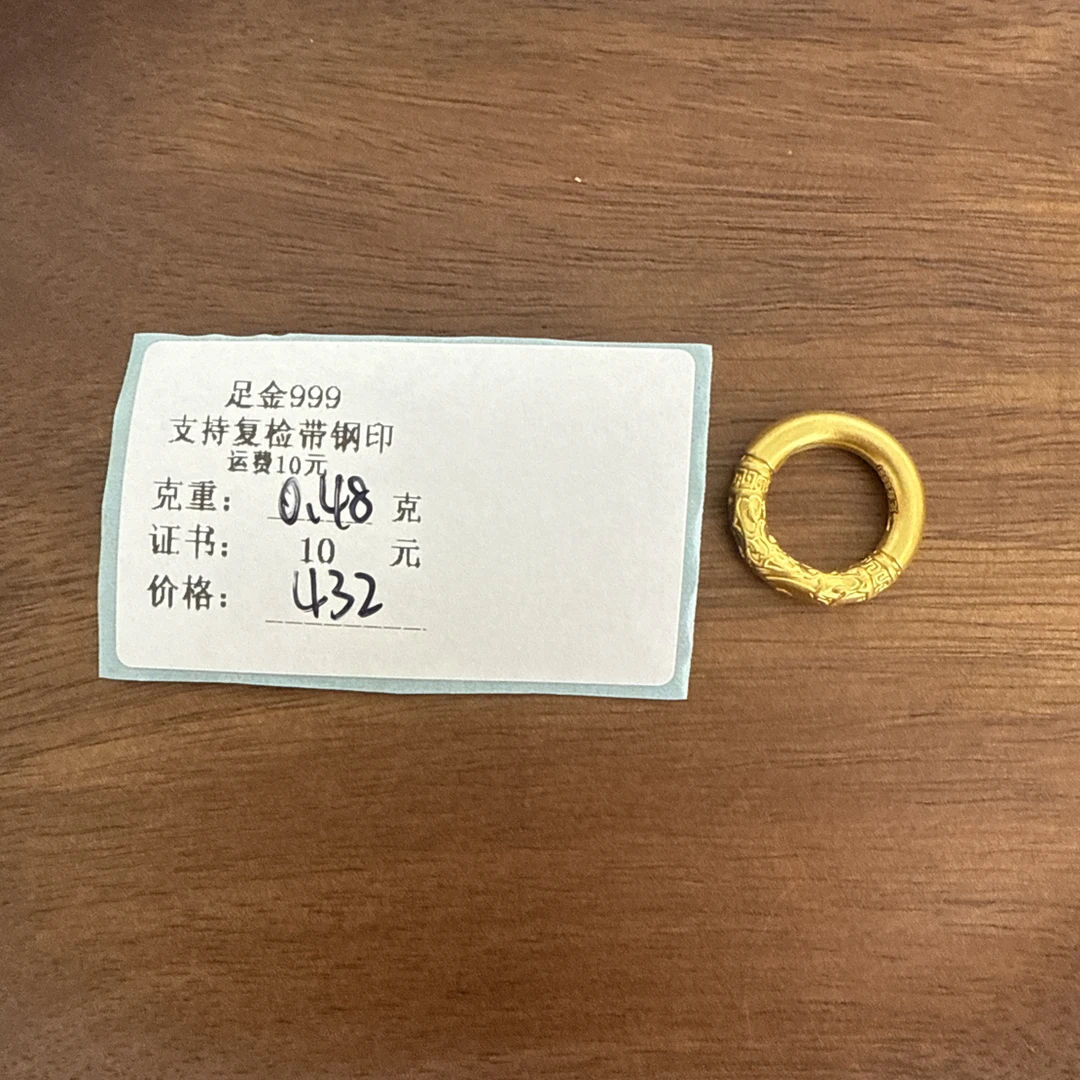 足金999
支持复检带钢印
运费10元
克重： 0.48 克
证书： 10 元
价格： 432